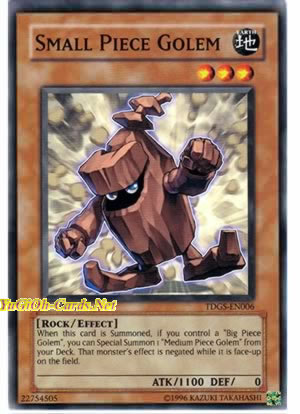 SMALL PIECE GOLEM
EARTH
地
YuGiOh-Cards.Net
TDGS-EN006
[ROCK/EFFECT]
When this card is Summoned, if you control a "Big Piece
Golem", you can Special Summon 1 "Medium Piece Golem" from
your Deck. That monster's effect is negated while it is face-up
on the field.
ATK/1100 DEF/ 0
22754505
©1996 KAZUKI TAKAHASHI